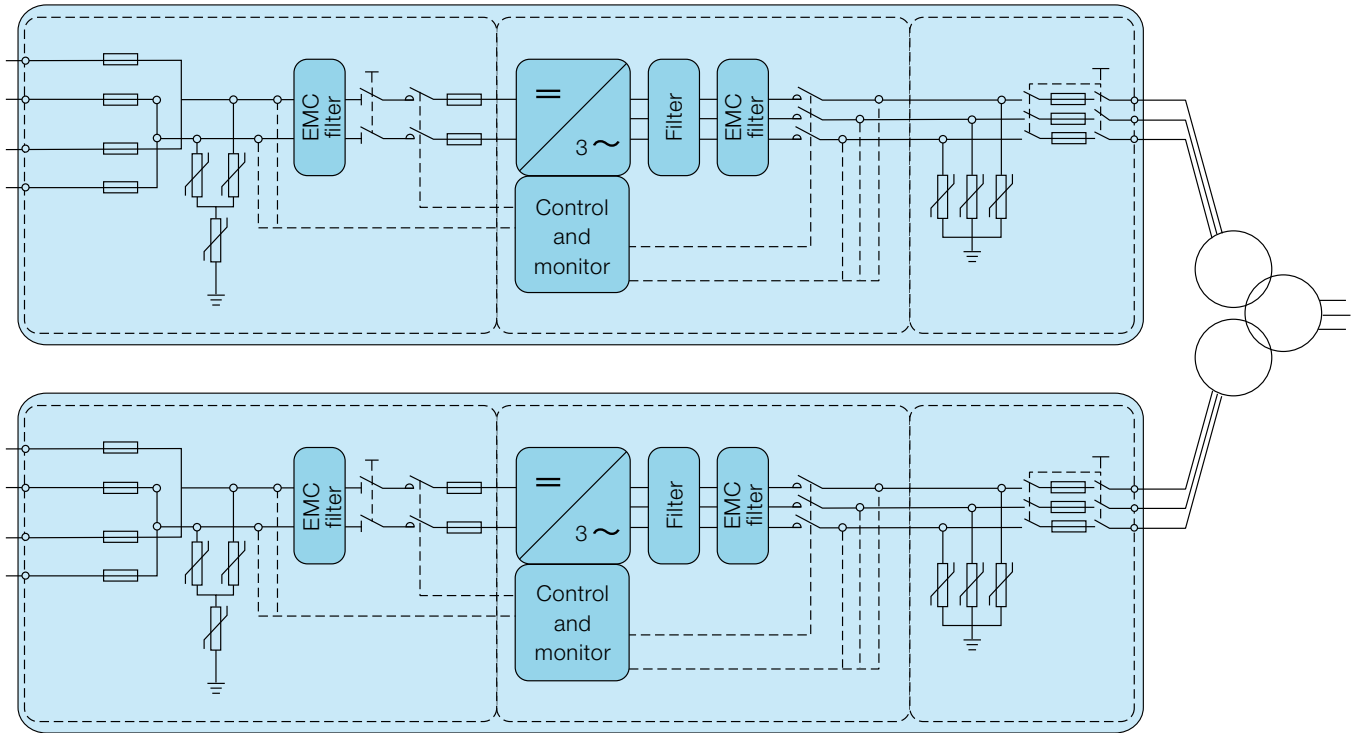 EMC
filter
3
Filter
EMC
filter
Control
and
monitor
EMC
filter
3
Filter
EMC
filter
Control
and
monitor